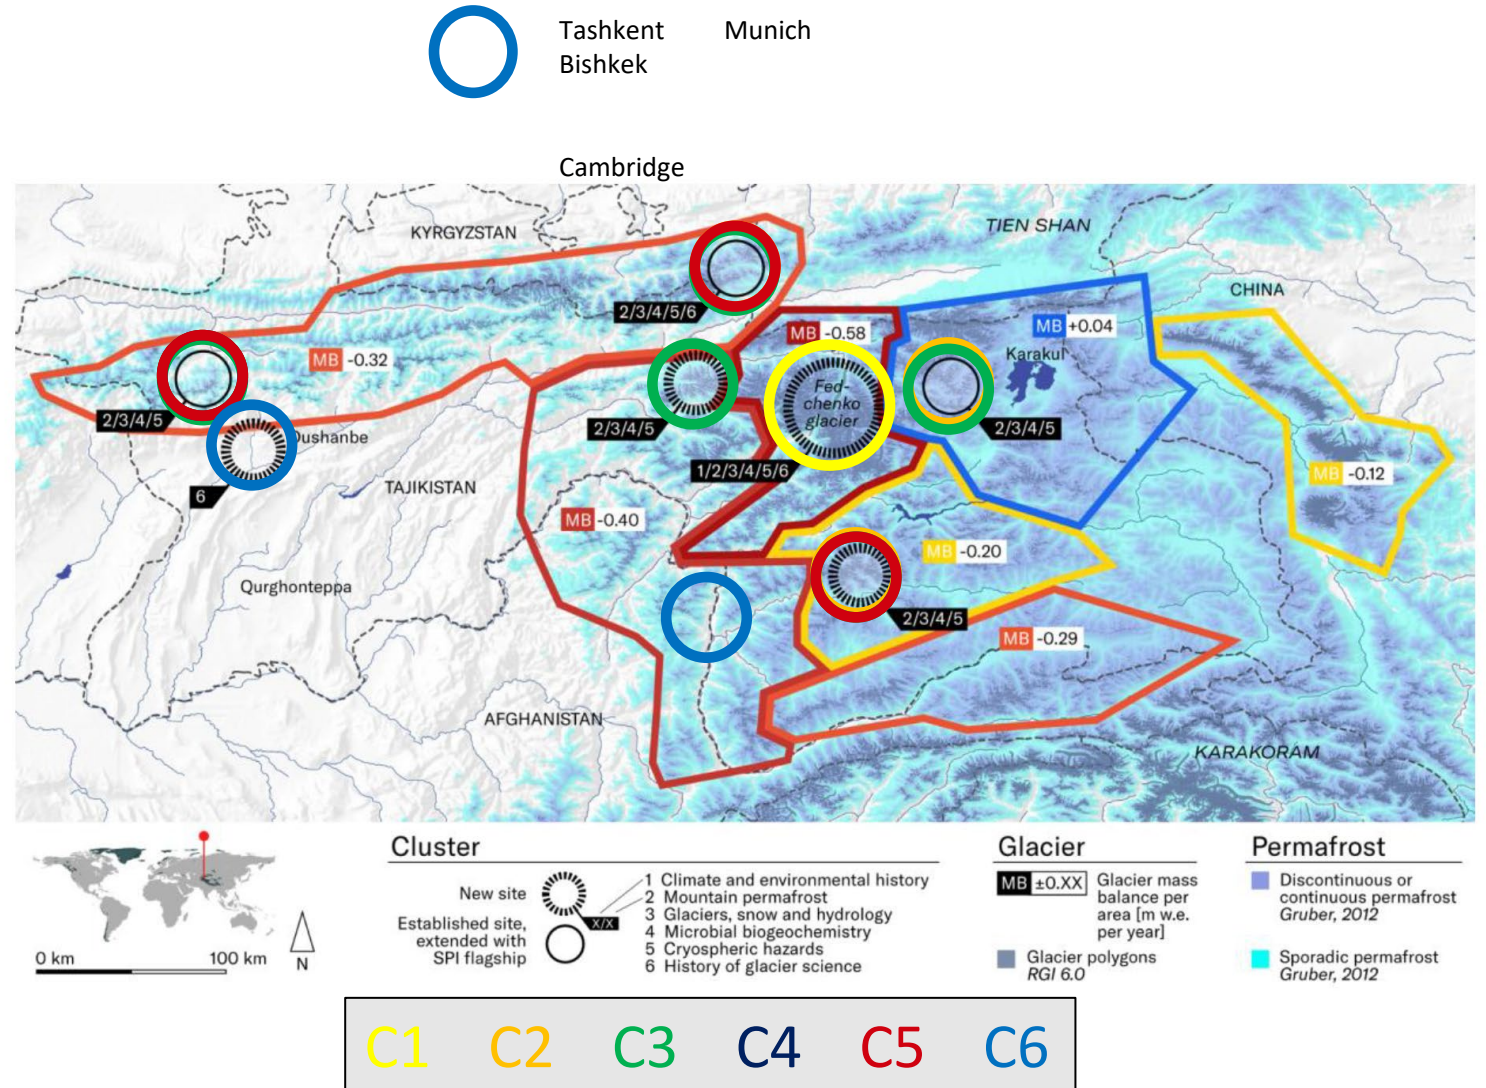 Tashkent Munich
Bishkek
Cambridge
KYRGYZSTAN
TIEN SHAN
CHINA
2/3/4/5/6
MB -0.58
MB +0.04
Karakul
MB -0.32
Fed-
chenko
glacier
2/3/4/5
2/3/4/5
2/3/4/5
Dushanbe
1/2/3/4/5/6
MB -0.12
6
TAJIKISTAN
MB -0.40
MB -0.20
Qurghonteppa
2/3/4/5
MB -0.29
AFGHANISTAN
KARAKORAM
0 km 100 km
N
Cluster
New site
Established site,
extended with
SPI flagship
X/X
1 Climate and environmental history
2 Mountain permafrost
3 Glaciers, snow and hydrology
4 Microbial biogeochemistry
5 Cryospheric hazards
6 History of glacier science
Glacier
MB ±0.XX Glacier mass
balance per
area [m w.e.
per year]
Glacier polygons
RGI 6.0
Permafrost
Discontinuous or
continuous permafrost
Gruber, 2012
Sporadic permafrost
Gruber, 2012
C1 C2 C3 C4 C5 C6